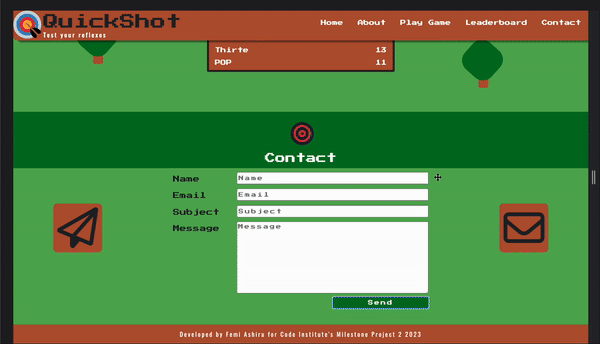 QuickShot
Test your reflexes
Home About Play Game Leaderboard Contact
Thirte 13
POP 11
Contact
Name Name
Email Email
Subject Subject
Message Message
Send
Developed by Femi Ashiru for Code Institute's Milestone Project 2 2023